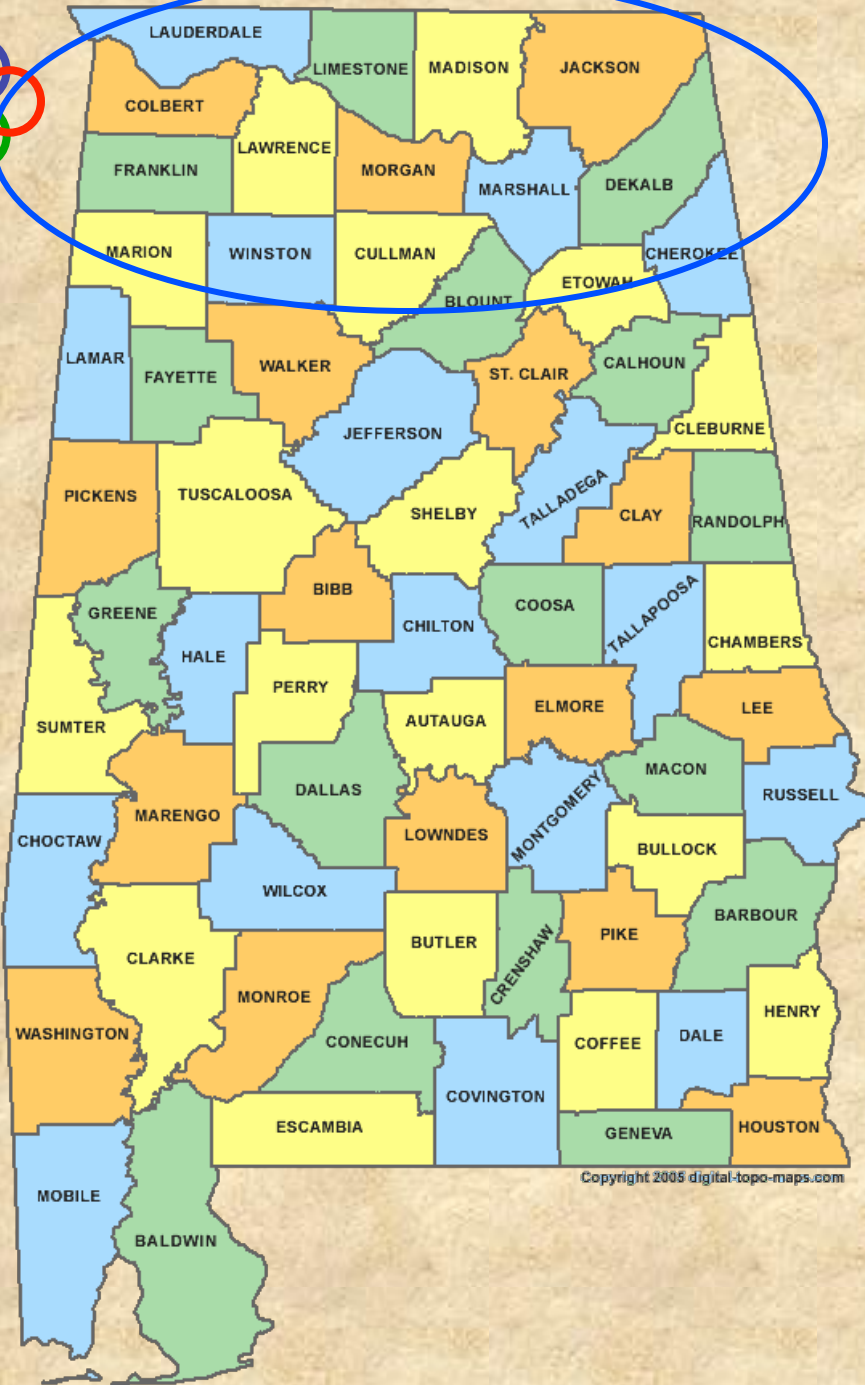 LAUDERDALE
LIMESTONE
MADISON
JACKSON
COLBERT
LAWRENCE
FRANKLIN
MORGAN
MARSHALL
DEKALB
MARION
WINSTON
CULLMAN
CHEROKEE
ETOWAH
BLOUNT
LAMAR
FAYETTE
WALKER
ST. CLAIR
CALHOUN
JEFFERSON
CLEBURNE
PICKENS
TUSCALOOSA
SHELBY
TALLADEGA
CLAY
RANDOLPH
GREENE
BIBB
CHILTON
COOSA
TALLAPOOSA
CHAMBERS
HALE
PERRY
SUMTER
AUTAUGA
ELMORE
LEE
MACON
RUSSELL
DALLAS
MARENGO
CHOCTAW
LOWNDES
MONTGOMERY
BULLOCK
WILCOX
BARBOUR
CLARKE
BUTLER
CRENSHAW
PIKE
MONROE
HENRY
WASHINGTON
CONECUH
COFFEE
DALE
COVINGTON
ESCAMBIA
GENEVA
HOUSTON
Copyright 2005 digital-topo-maps.com
MOBILE
BALDWIN